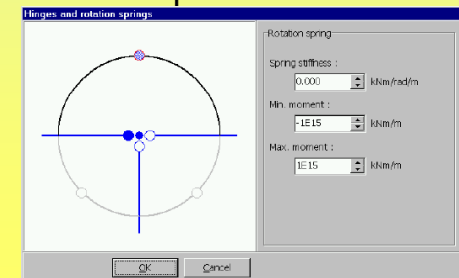 Hinges and rotation springs
Rotation spring
Spring stiffness :
0.000 kNm/rad/m
Min. moment :
-1E15 kNm/m
Max. moment :
1E15 kNm/m
OK Cancel